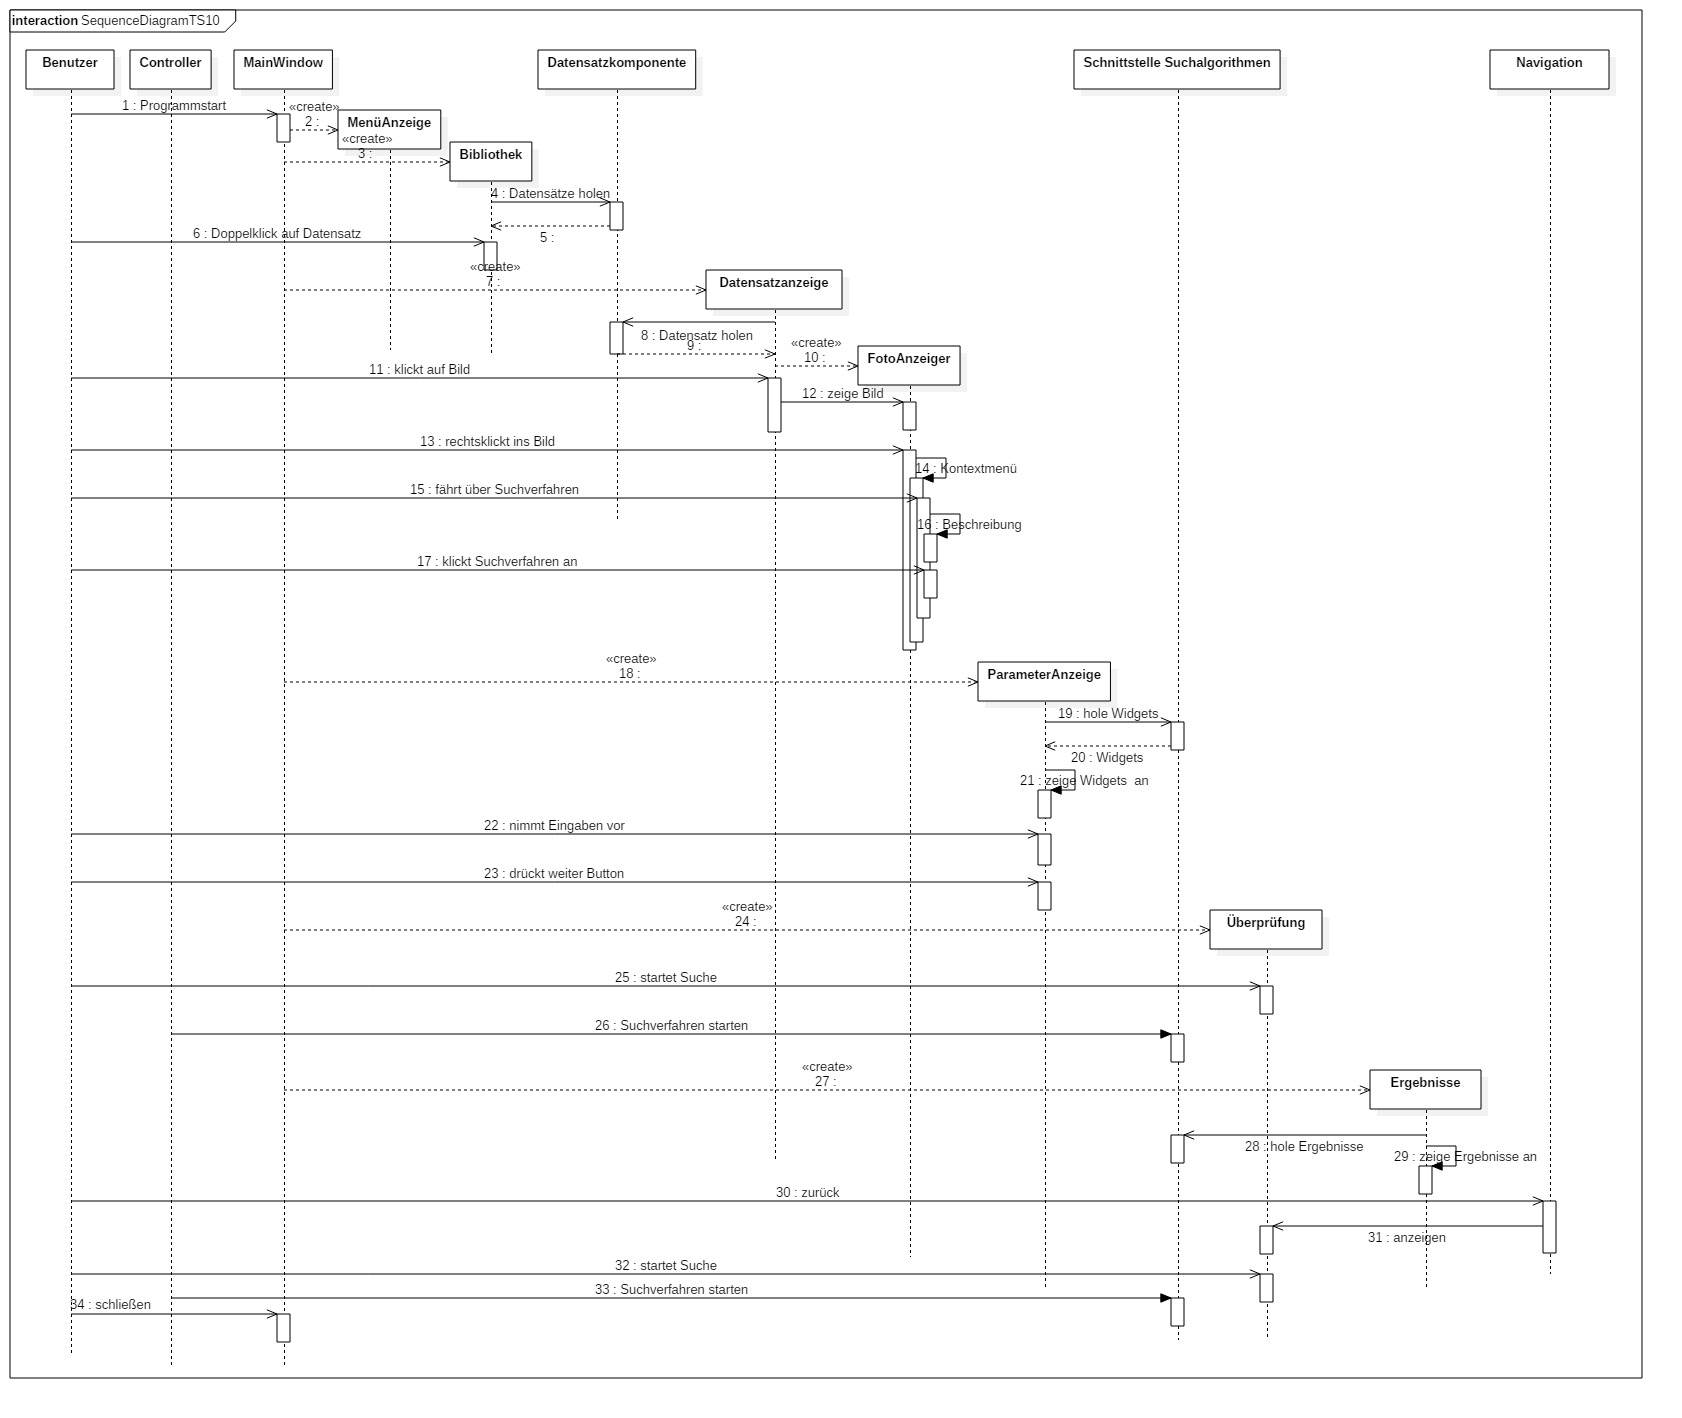 interaction SequenceDiagramTS10
Benutzer
Controller
MainWindow
Datensatzkomponente
Schnittstelle Suchalgorithmen
Navigation
1 : Programmstart
«create»
2 :
MenüAnzeige
«create»
3 :
Bibliothek
4 : Datensätze holen
5 :
6 : Doppelklick auf Datensatz
«create»
7 :
Datensatzanzeige
8 : Datensatz holen
9 :
«create»
10 :
FotoAnzeiger
11 : klickt auf Bild
12 : zeige Bild
13 : rechtsklickt ins Bild
14 : Kontextmenü
15 : fährt über Suchverfahren
16 : Beschreibung
17 : klickt Suchverfahren an
«create»
18 :
ParameterAnzeige
19 : hole Widgets
20 : Widgets
21 : zeige Widgets  an
22 : nimmt Eingaben vor
23 : drückt weiter Button
«create»
24 :
Überprüfung
25 : startet Suche
26 : Suchverfahren starten
«create»
27 :
Ergebnisse
28 : hole Ergebnisse
29 : zeige Ergebnisse an
30 : zurück
31 : anzeigen
32 : startet Suche
33 : Suchverfahren starten
34 : schließen